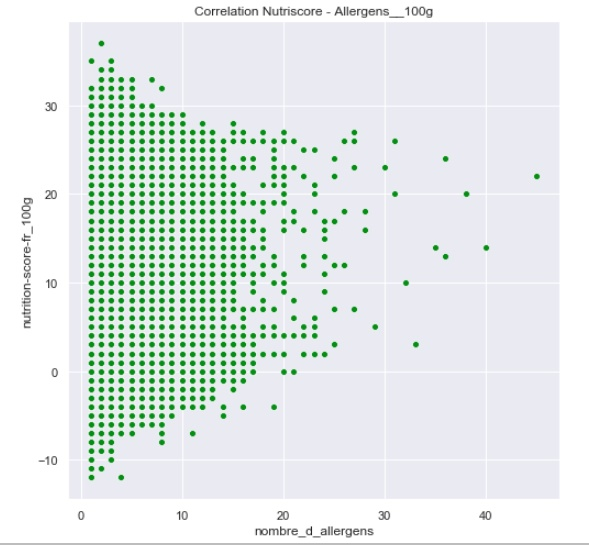 Correlation Nutriscore - Allergens__100g
nutrition-score-fr_100g
30
20
10
0
−10
0 10 20 30 40
nombre_d_allergens